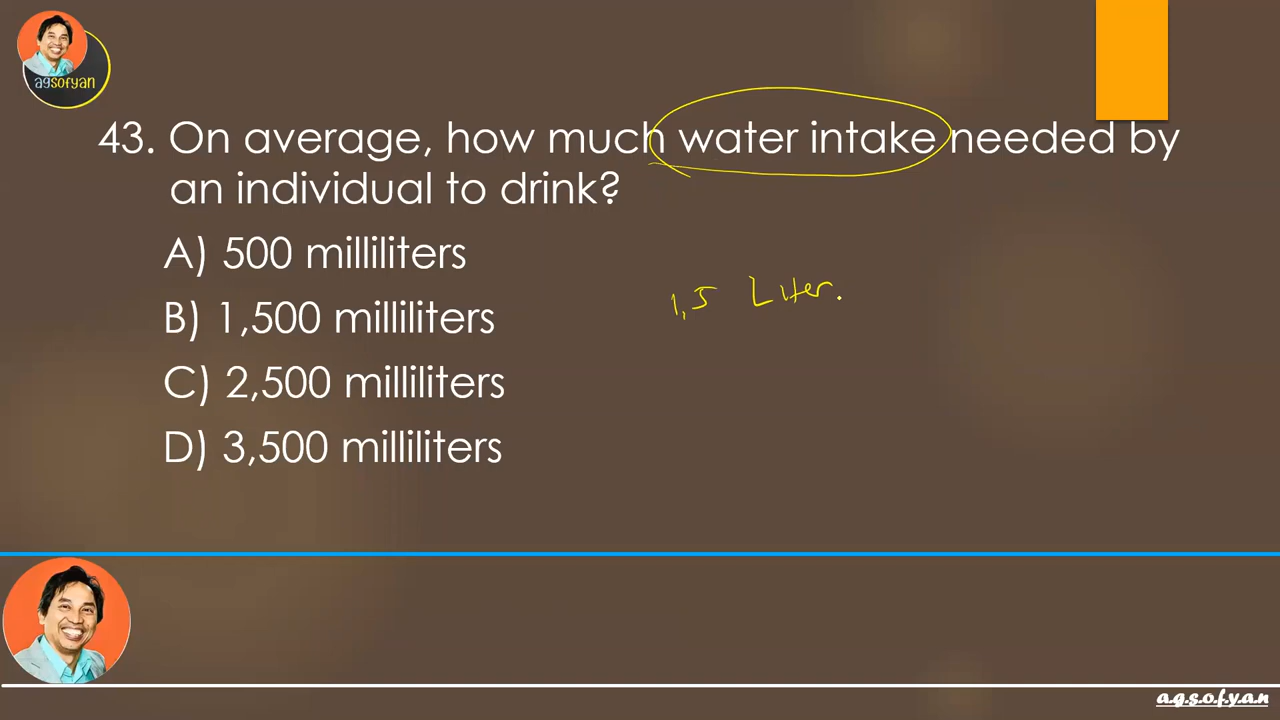 agsofyan
43. On average, how much water intake needed by
an individual to drink?
A) 500 milliliters
1,5 Liter.
B) 1,500 milliliters
C) 2,500 milliliters
D) 3,500 milliliters
a.g.s.o.f.y.a.n